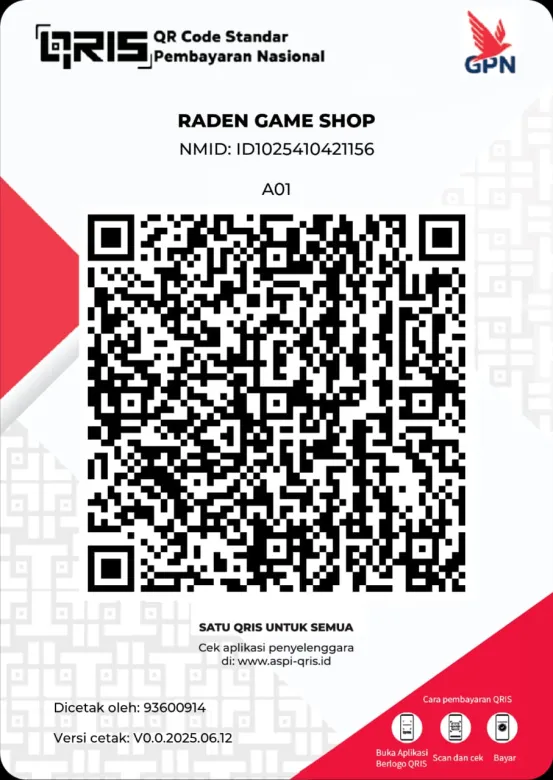 QRIS
QR Code Standar
Pembayaran Nasional
GPN
RADEN GAME SHOP
NMID: ID1025410421156
A01
SATU QRIS UNTUK SEMUA
Cek aplikasi penyelenggara
di: www.aspi-qris.id
Dicetak oleh: 93600914
Versi cetak: V0.0.2025.06.12
Cara pembayaran QRIS
Buka Aplikasi
Berlogo QRIS
Scan dan cek
Bayar